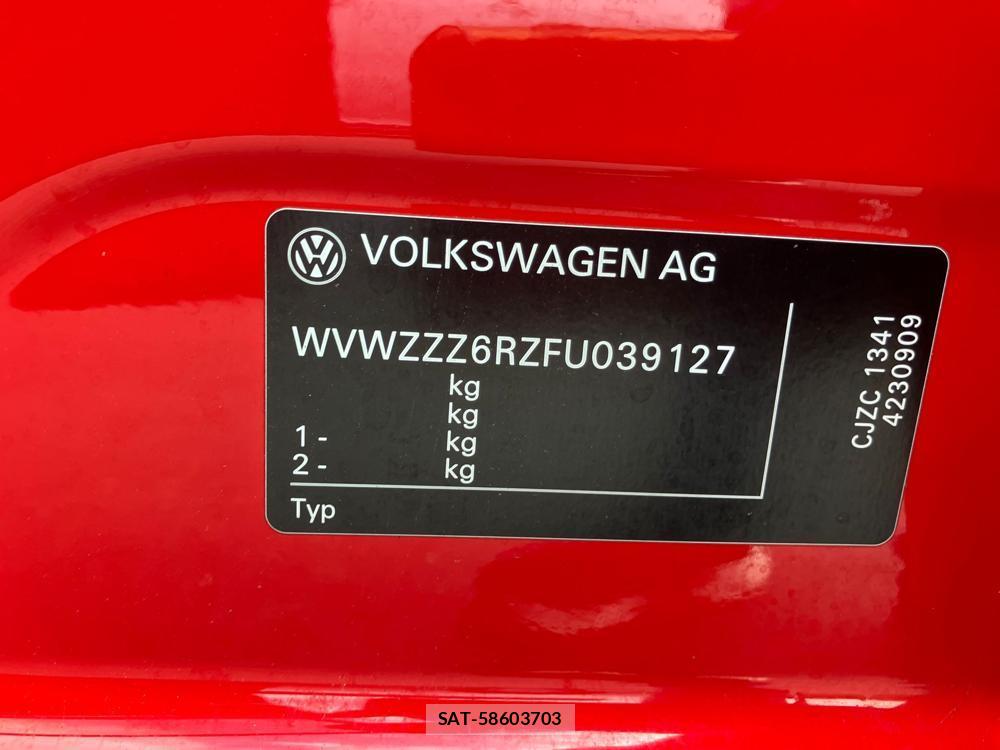 VOLKSWAGEN AG
WVWZZZ6RZFU039127
kg
kg
1 - kg
2 - kg
Typ
CJZC 1341
4230909
SAT-58603703